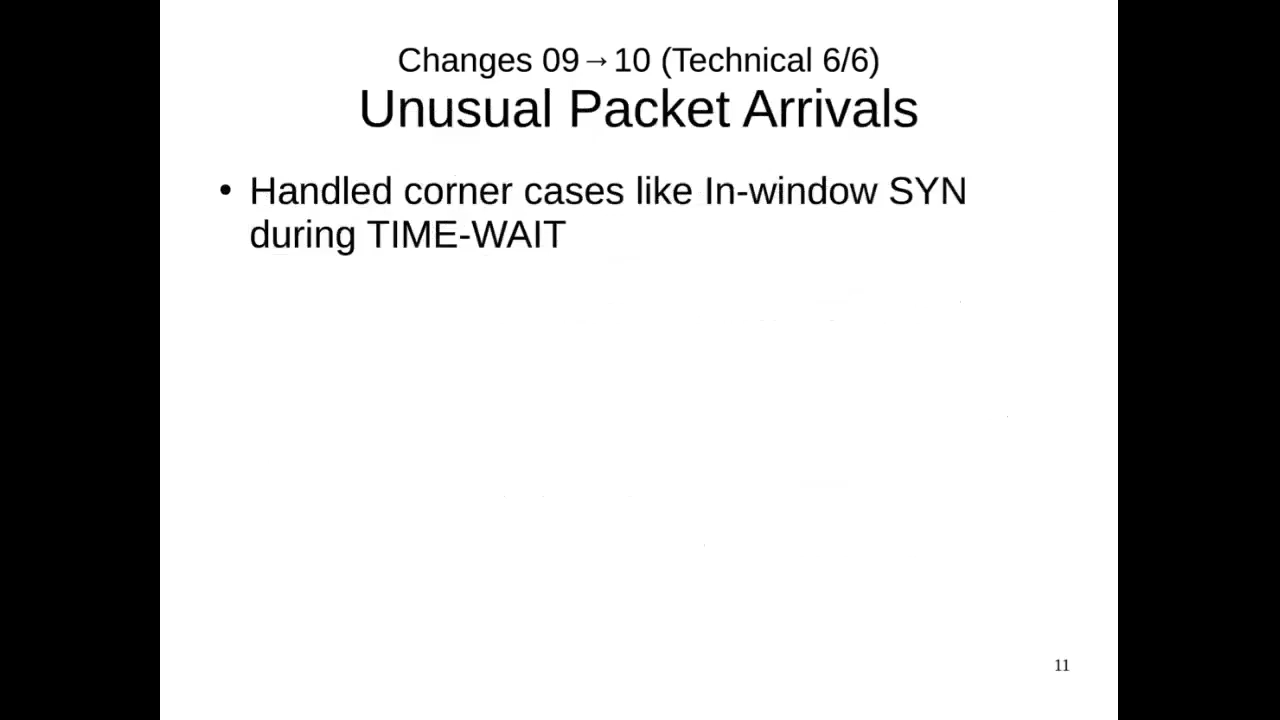 Changes 09→10 (Technical 6/6)
Unusual Packet Arrivals
• Handled corner cases like In-window SYN
during TIME-WAIT
11